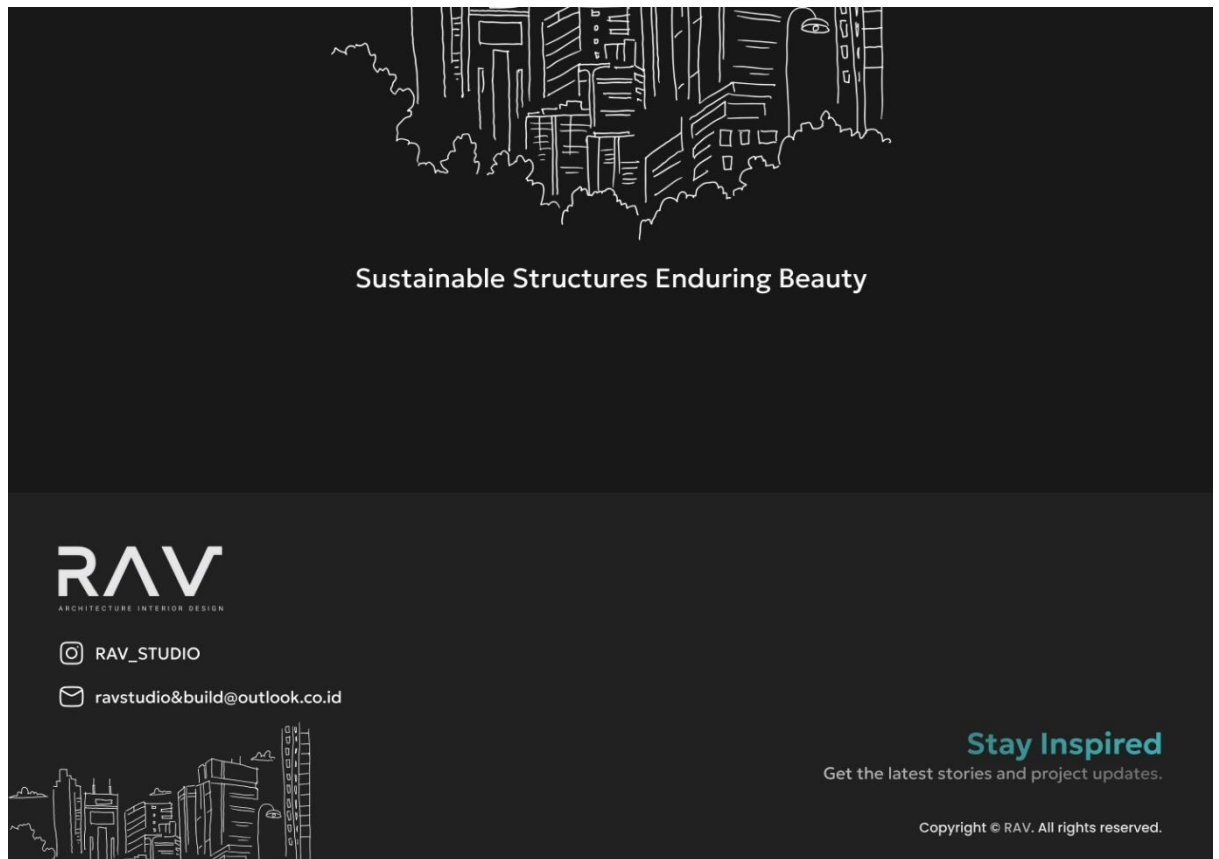 Sustainable Structures Enduring Beauty
RAV
ARCHITECTURE INTERIOR DESIGN
RAV_STUDIO
ravstudio&build@outlook.co.id
Stay Inspired
Get the latest stories and project updates.
Copyright © RAV. All rights reserved.